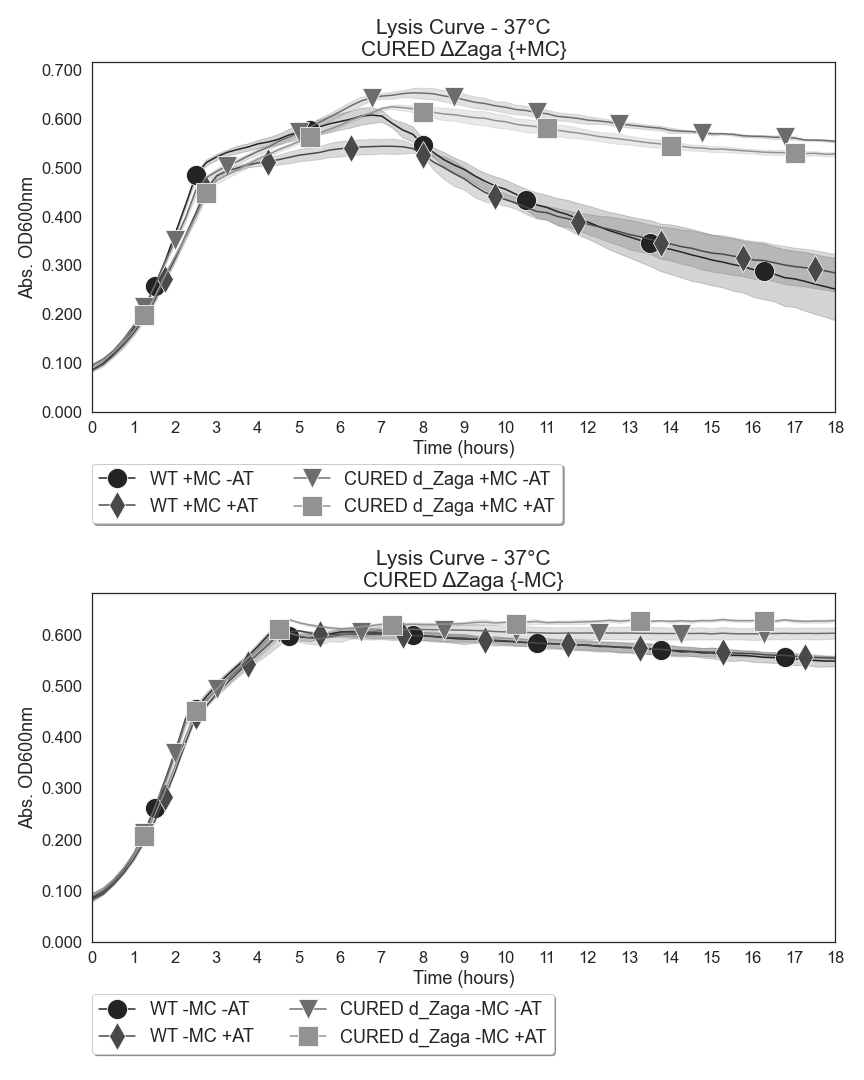 Lysis Curve - 37°C
CURED ΔZaga {+MC}
0.700
0.600
0.500
0.400
0.300
0.200
0.100
0.000
Abs. OD600nm
0 1 2 3 4 5 6 7 8 9 10 11 12 13 14 15 16 17 18
Time (hours)
WT +MC -AT CURED d_Zaga +MC -AT
WT +MC +AT CURED d_Zaga +MC +AT
Lysis Curve - 37°C
CURED ΔZaga {-MC}
0.600
0.500
0.400
0.300
0.200
0.100
0.000
Abs. OD600nm
0 1 2 3 4 5 6 7 8 9 10 11 12 13 14 15 16 17 18
Time (hours)
WT -MC -AT CURED d_Zaga -MC -AT
WT -MC +AT CURED d_Zaga -MC +AT